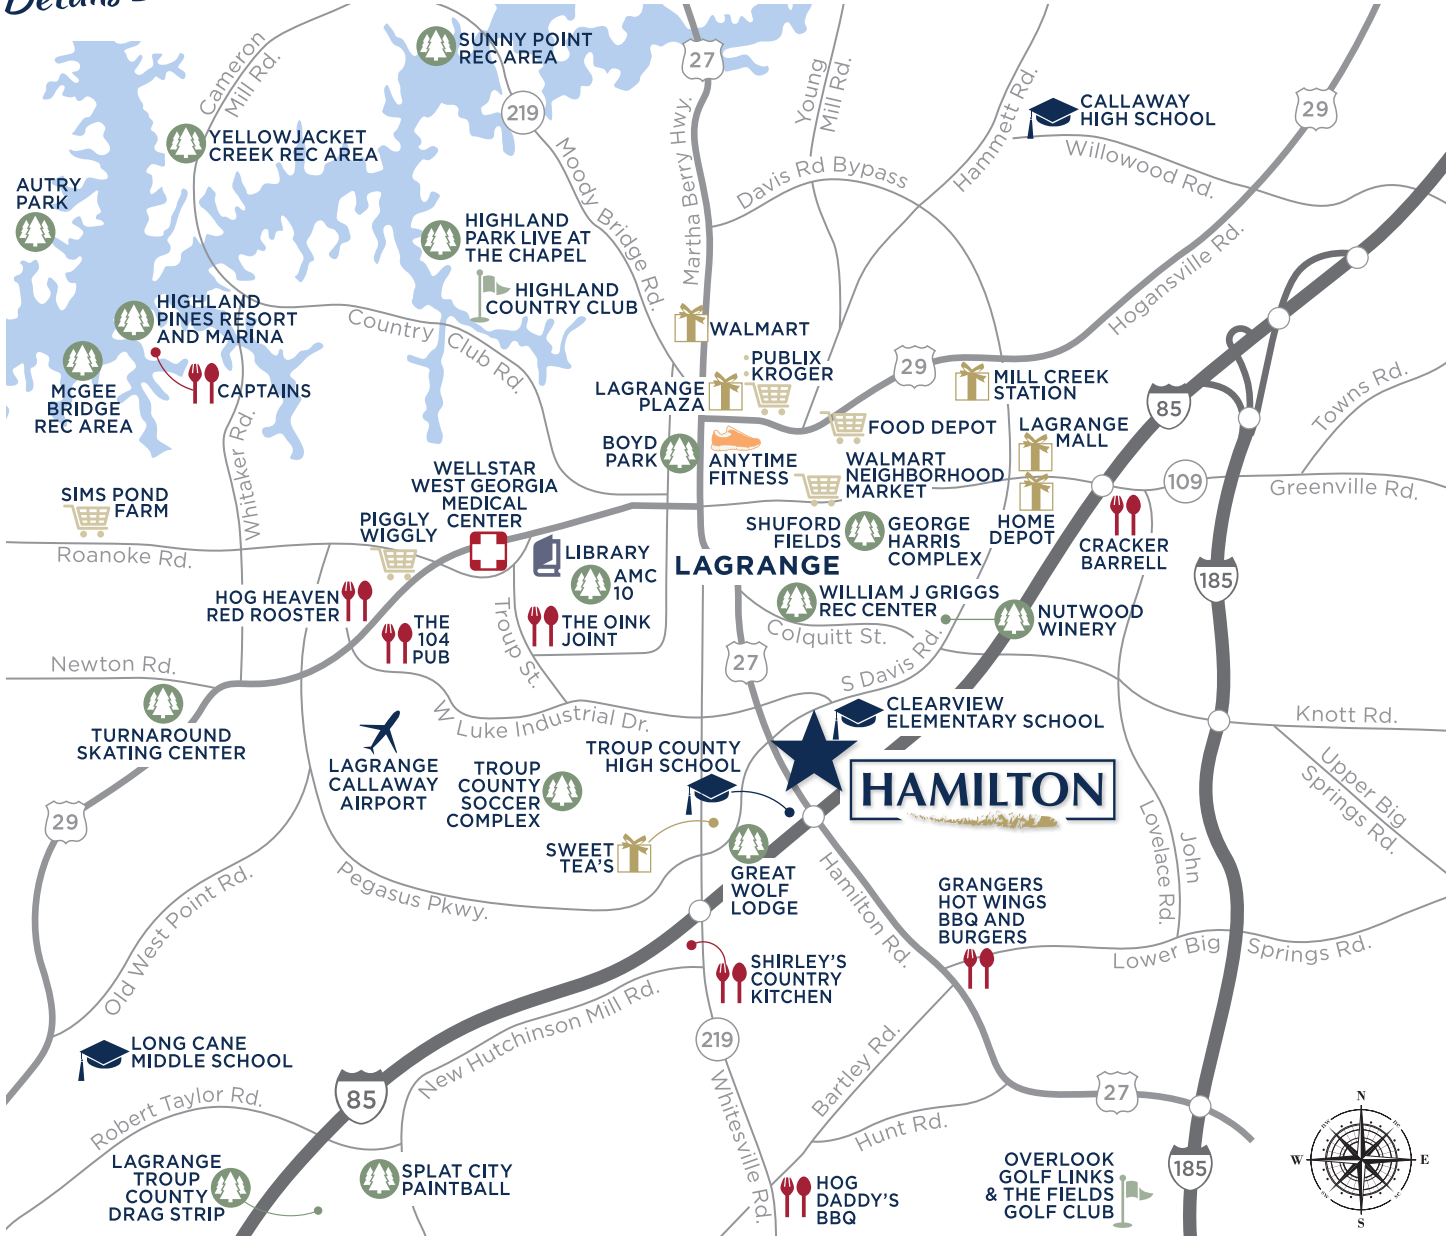 Details
SUNNY POINT
REC AREA
27
219
Cameron
Mill Rd.
Young
Mill Rd.
Hammett Rd.
CALLAWAY
HIGH SCHOOL
29
Willowood Rd.
YELLOWJACKET
CREEK REC AREA
Moody Bridge Rd.
Martha Berry Hwy.
Davis Rd Bypass
AUTRY
PARK
HIGHLAND
PARK LIVE AT
THE CHAPEL
HIGHLAND
COUNTRY CLUB
Hogansville Rd.
HIGHLAND
PINES RESORT
AND MARINA
Country Club Rd.
WALMART
PUBLIX
KROGER
LAGRANGE
PLAZA
29
MILL CREEK
STATION
85
Towns Rd.
McGEE
BRIDGE
REC AREA
CAPTAINS
Whitaker Rd.
BOYD
PARK
ANYTIME
FITNESS
FOOD DEPOT
LAGRANGE
MALL
WALMART
NEIGHBORHOOD
MARKET
109
Greenville Rd.
SIMS POND
FARM
WELLSTAR
WEST GEORGIA
MEDICAL
CENTER
PIGGLY
WIGGLY
Roanoke Rd.
LIBRARY
AMC
10
SHUFORD
FIELDS
GEORGE
HARRIS
COMPLEX
HOME
DEPOT
CRACKER
BARRELL
LAGRANGE
185
HOG HEAVEN
RED ROOSTER
THE
104
PUB
Troup St.
THE OINK
JOINT
WILLIAM J GRIGGS
REC CENTER
Colquitt St.
NUTWOOD
WINERY
Newton Rd.
27
S Davis Rd.
TURNAROUND
SKATING CENTER
W Luke Industrial Dr.
CLEARVIEW
ELEMENTARY SCHOOL
Knott Rd.
LAGRANGE
CALLAWAY
AIRPORT
TROUP COUNTY
HIGH SCHOOL
TROUP
COUNTY
SOCCER
COMPLEX
HAMILTON
Upper Big
Springs Rd.
29
SWEET
TEA'S
John
Lovelace Rd.
GREAT
WOLF
LODGE
Hamilton Rd.
Pegasus Pkwy.
Old West Point Rd.
GRANGERS
HOT WINGS
BBQ AND
BURGERS
Lower Big Springs Rd.
SHIRLEY'S
COUNTRY
KITCHEN
New Hutchinson Mill Rd.
LONG CANE
MIDDLE SCHOOL
219
Bartley Rd.
85
27
Robert Taylor Rd.
Whitesville Rd.
Hunt Rd.
LAGRANGE
TROUP
COUNTY
DRAG STRIP
SPLAT CITY
PAINTBALL
HOG
DADDY'S
BBQ
OVERLOOK
GOLF LINKS
& THE FIELDS
GOLF CLUB
185
N
nw
ne
W
E
sw
se
S